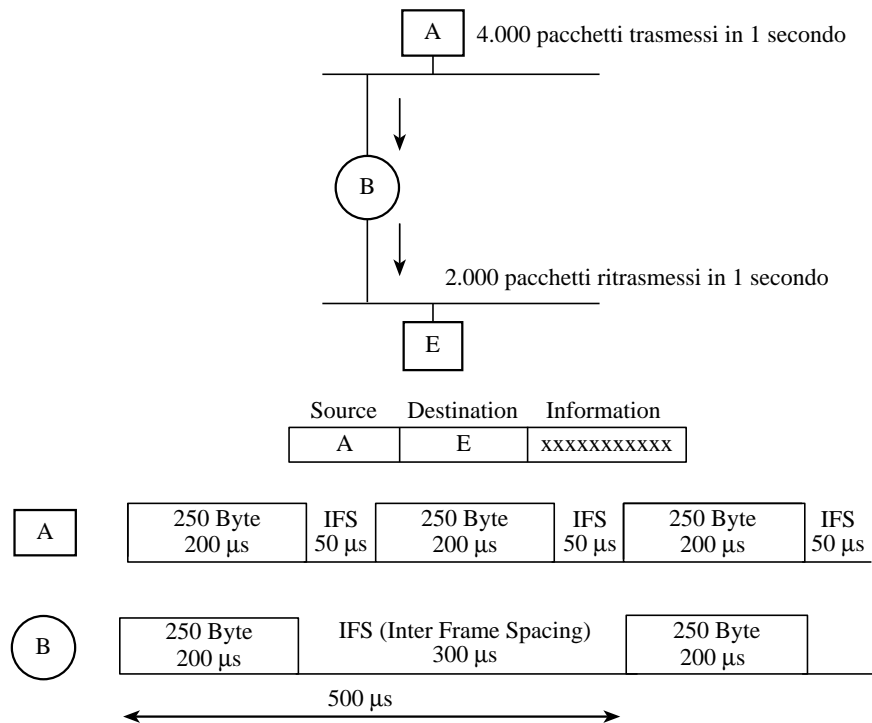 A 4.000 pacchetti trasmessi in 1 secondo
B
2.000 pacchetti ritrasmessi in 1 secondo
E
Source Destination Information
A E xxxxxxxxxxx
A 250 Byte IFS 250 Byte IFS 250 Byte IFS
200 µs 50 µs 200 µs 50 µs 200 µs 50 µs
B 250 Byte IFS (Inter Frame Spacing) 250 Byte
200 µs 300 µs 200 µs
500 µs